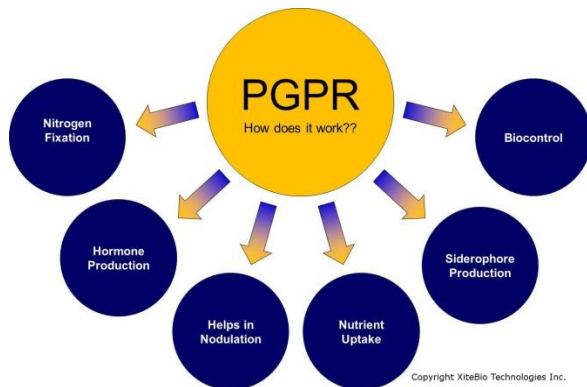 PGPR
How does it work??
Nitrogen
Fixation
Biocontrol
Hormone
Production
Siderophore
Production
Helps in
Nodulation
Nutrient
Uptake
Copyright XiteBio Technologies Inc.